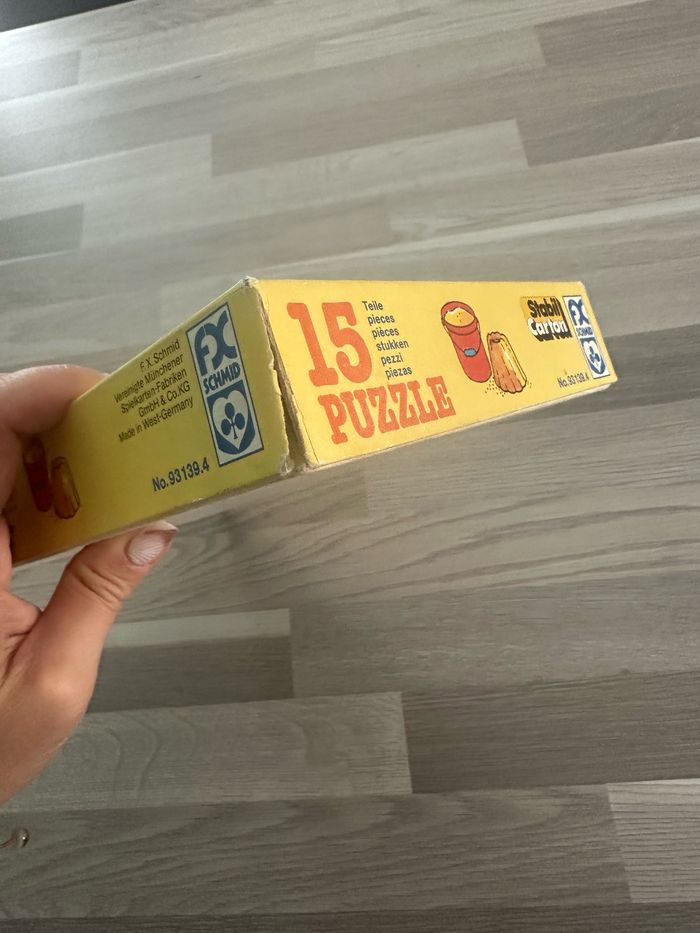 F.X. Schmid
Vereinigte Münchener
Spielkarten-Fabriken
GmbH & Co.KG
Made in West-Germany
No. 93139.4
FX
SCHMID
15
Teile
pieces
pièces
stukken
pezzi
piezas
PUZZLE
Stabil
Carton
FX
SCHMID
No. 93139.4